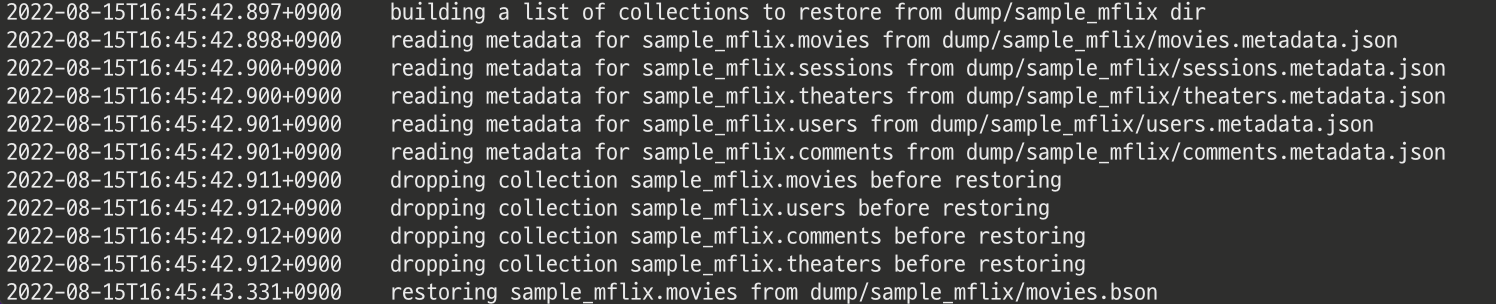 2022-08-15T16:45:42.897+0900    building a list of collections to restore from dump/sample_mflix dir
2022-08-15T16:45:42.898+0900    reading metadata for sample_mflix.movies from dump/sample_mflix/movies.metadata.json
2022-08-15T16:45:42.900+0900    reading metadata for sample_mflix.sessions from dump/sample_mflix/sessions.metadata.json
2022-08-15T16:45:42.900+0900    reading metadata for sample_mflix.theaters from dump/sample_mflix/theaters.metadata.json
2022-08-15T16:45:42.901+0900    reading metadata for sample_mflix.users from dump/sample_mflix/users.metadata.json
2022-08-15T16:45:42.901+0900    reading metadata for sample_mflix.comments from dump/sample_mflix/comments.metadata.json
2022-08-15T16:45:42.911+0900    dropping collection sample_mflix.movies before restoring
2022-08-15T16:45:42.912+0900    dropping collection sample_mflix.users before restoring
2022-08-15T16:45:42.912+0900    dropping collection sample_mflix.comments before restoring
2022-08-15T16:45:42.912+0900    dropping collection sample_mflix.theaters before restoring
2022-08-15T16:45:43.331+0900    restoring sample_mflix.movies from dump/sample_mflix/movies.bson